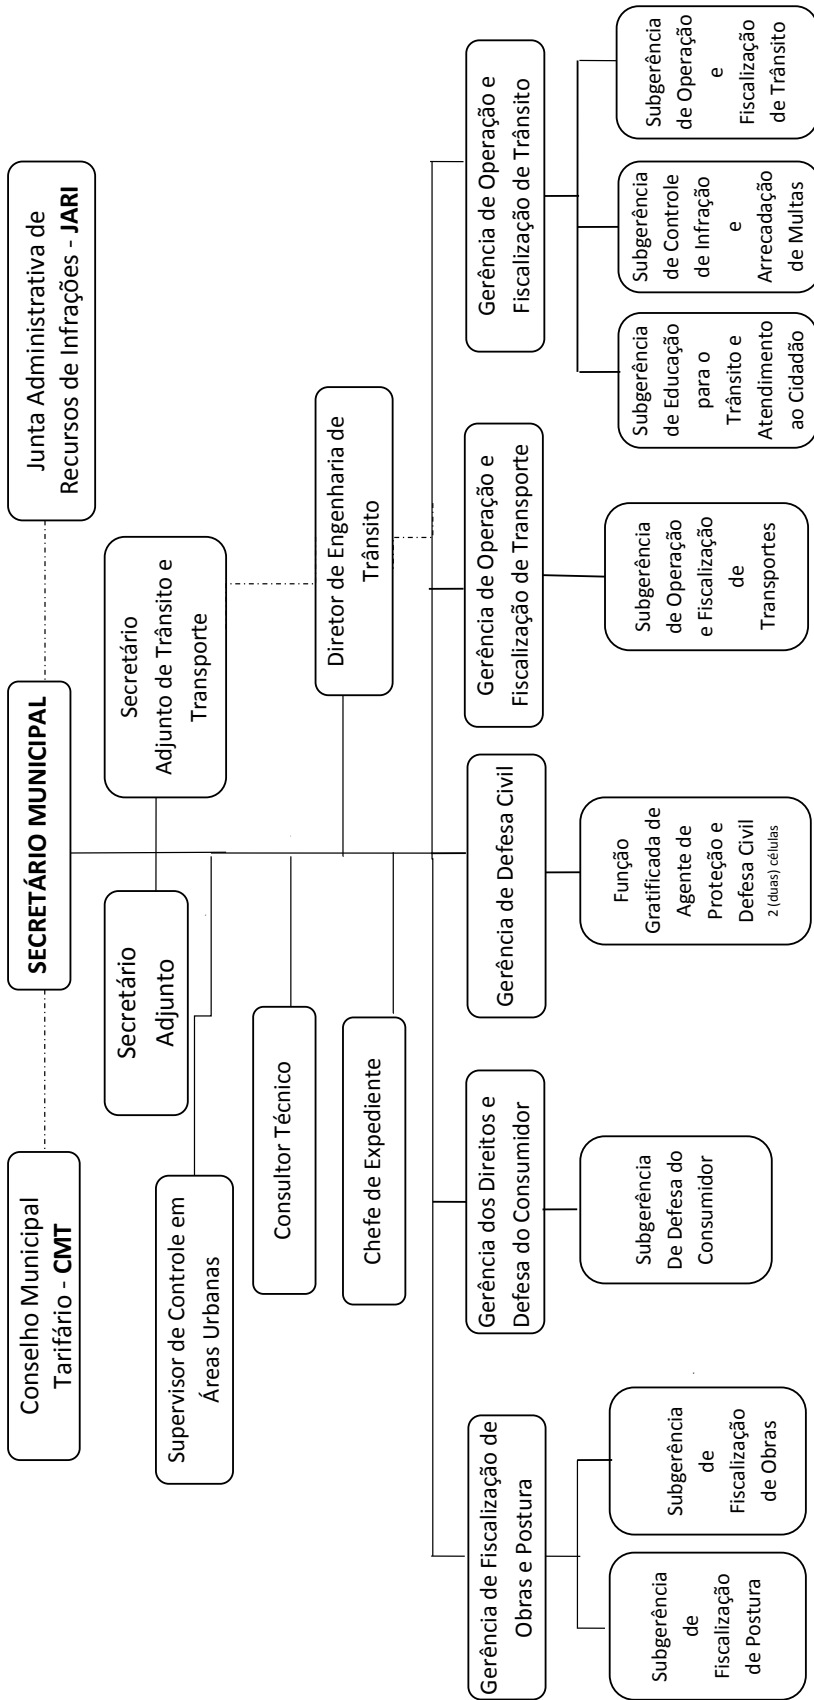 Conselho Municipal
Tarifário - CMT
SECRETÁRIO MUNICIPAL
Junta Administrativa de
Recursos de Infrações - JARI
Secretário
Adjunto
Secretário
Adjunto de Trânsito e
Transporte
Supervisor de Controle em
Áreas Urbanas
Consultor Técnico
Chefe de Expediente
Diretor de Engenharia de
Trânsito
Gerência de Fiscalização de
Obras e Postura
Gerência dos Direitos e
Defesa do Consumidor
Gerência de Defesa Civil
Gerência de Operação e
Fiscalização de Transporte
Gerência de Operação e
Fiscalização de Trânsito
Subgerência
de
Fiscalização
de Postura
Subgerência
de
Fiscalização
de Obras
Subgerência
De Defesa do
Consumidor
Função
Gratificada de
Agente de
Proteção e
Defesa Civil
2 (duas) células
Subgerência
de Operação
e Fiscalização
de
Transportes
Subgerência
de Educação
para o
Trânsito e
Atendimento
ao Cidadão
Subgerência
de Controle
de Infração
e
Arrecadação
de Multas
Subgerência
de Operação
e
Fiscalização
de Trânsito